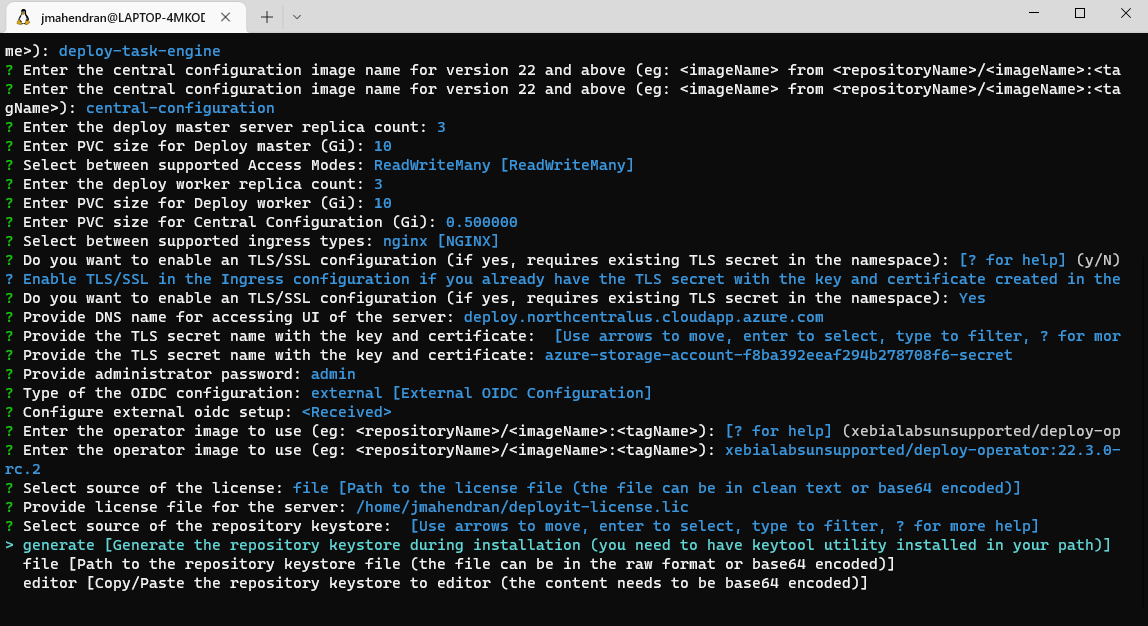 jmahendran@LAPTOP-4MKOD
me>): deploy-task-engine
? Enter the central configuration image name for version 22 and above (eg: <imageName> from <repositoryName>/<imageName>:<ta
? Enter the central configuration image name for version 22 and above (eg: <imageName> from <repositoryName>/<imageName>:<ta
gName>): central-configuration
? Enter the deploy master server replica count: 3
? Enter PVC size for Deploy master (Gi): 10
? Select between supported Access Modes: ReadWriteMany [ReadWriteMany]
? Enter the deploy worker replica count: 3
? Enter PVC size for Deploy worker (Gi): 10
? Enter PVC size for Central Configuration (Gi): 0.500000
? Select between supported ingress types: nginx [NGINX]
? Do you want to enable an TLS/SSL configuration (if yes, requires existing TLS secret in the namespace): [? for help] (y/N)
? Enable TLS/SSL in the Ingress configuration if you already have the TLS secret with the key and certificate created in the
? Do you want to enable an TLS/SSL configuration (if yes, requires existing TLS secret in the namespace): Yes
? Provide DNS name for accessing UI of the server: deploy.northcentralus.cloudapp.azure.com
? Provide the TLS secret name with the key and certificate:  [Use arrows to move, enter to select, type to filter, ? for mor
? Provide the TLS secret name with the key and certificate: azure-storage-account-f8ba392eeaf294b278708f6-secret
? Provide administrator password: admin
? Type of the OIDC configuration: external [External OIDC Configuration]
? Configure external oidc setup: <Received>
? Enter the operator image to use (eg: <repositoryName>/<imageName>:<tagName>): [? for help] (xebialabsunsupported/deploy-op
? Enter the operator image to use (eg: <repositoryName>/<imageName>:<tagName>): xebialabsunsupported/deploy-operator:22.3.0-
rc.2
? Select source of the license: file [Path to the license file (the file can be in clean text or base64 encoded)]
? Provide license file for the server: /home/jmahendran/deployit-license.lic
? Select source of the repository keystore:  [Use arrows to move, enter to select, type to filter, ? for more help]
> generate [Generate the repository keystore during installation (you need to have keytool utility installed in your path)]
file [Path to the repository keystore file (the file can be in the raw format or base64 encoded)]
editor [Copy/Paste the repository keystore to editor (the content needs to be base64 encoded)]